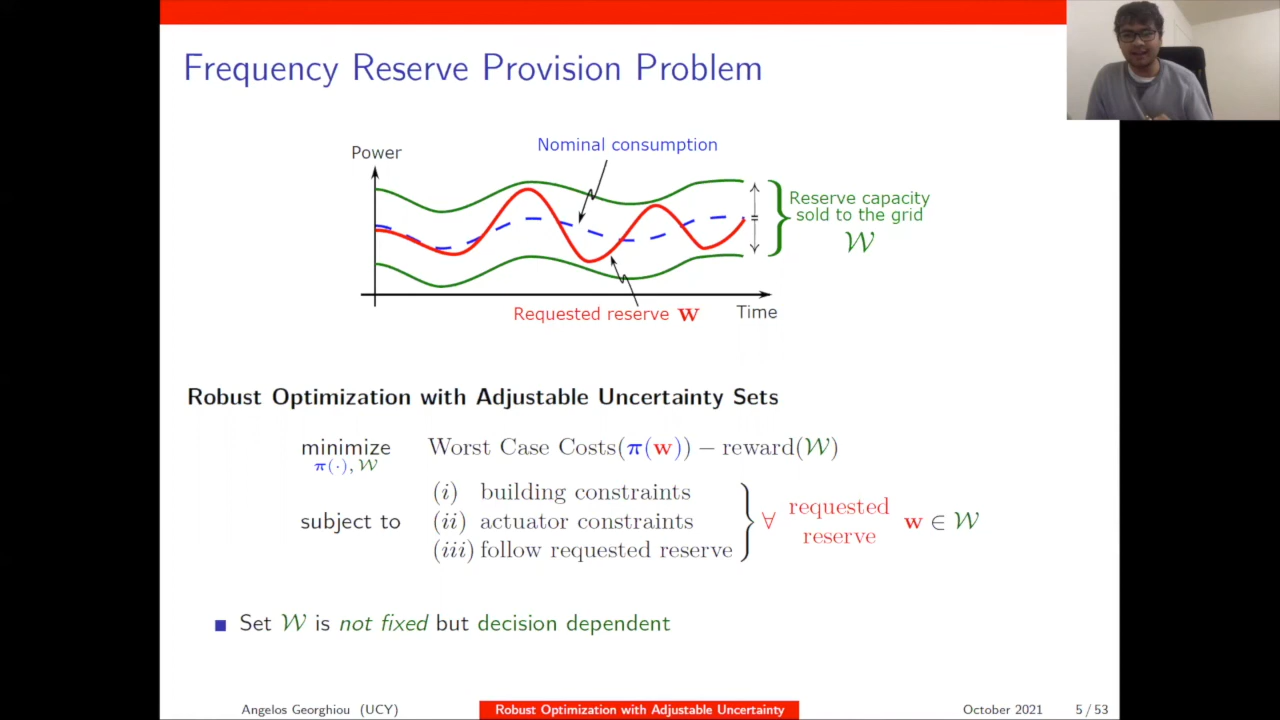 Frequency Reserve Provision Problem
Nominal consumption
Power
Reserve capacity
sold to the grid
𝒲
=
Requested reserve w
Time
Robust Optimization with Adjustable Uncertainty Sets
minimize Worst Case Costs(π(w)) − reward(𝒲)
π(·), 𝒲
(i) building constraints
subject to (ii) actuator constraints
(iii) follow requested reserve
∀ requested reserve w ∈ 𝒲
Set 𝒲 is not fixed but decision dependent
Angelos Georghiou (UCY) Robust Optimization with Adjustable Uncertainty October 2021 5 / 53